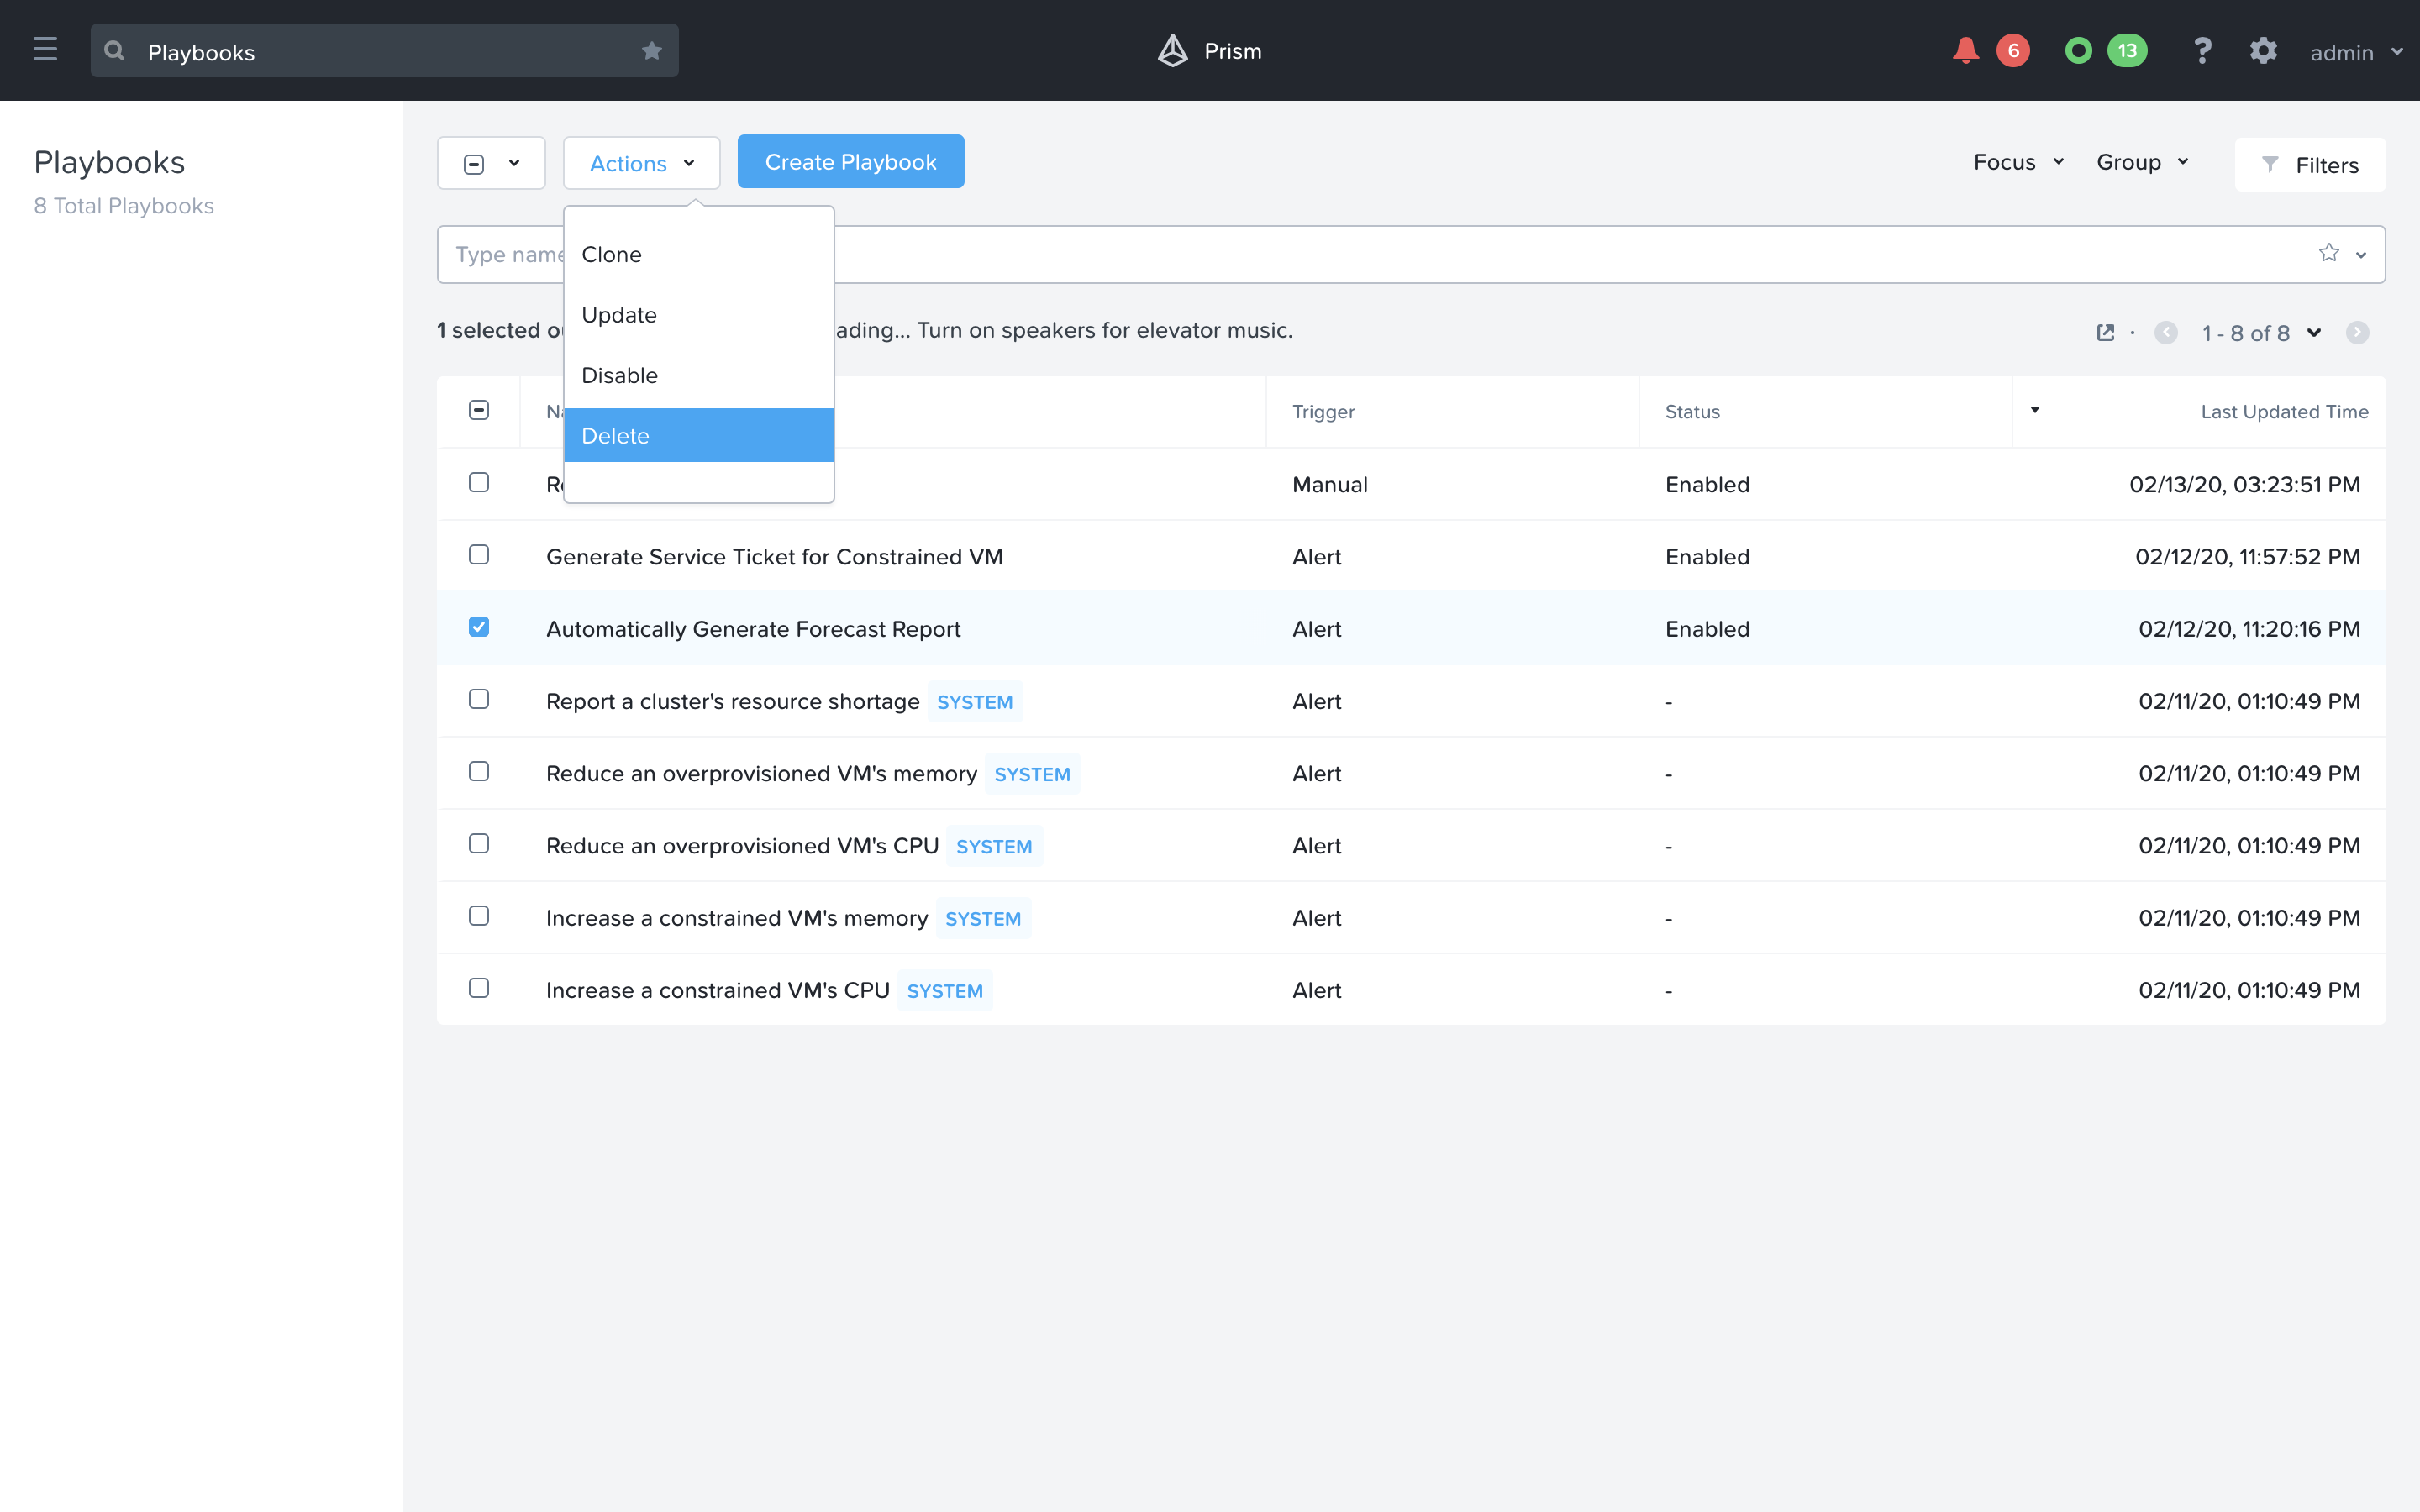 Playbooks
Prism
6
13
?
admin
Playbooks
8 Total Playbooks
Actions
Create Playbook
Focus
Group
Filters
Type name
Clone
Update
Disable
Delete
1 selected
Turn on speakers for elevator music.
1 - 8 of 8
Trigger
Status
Last Updated Time
Manual
Enabled
02/13/20, 03:23:51 PM
Generate Service Ticket for Constrained VM
Alert
Enabled
02/12/20, 11:57:52 PM
Automatically Generate Forecast Report
Alert
Enabled
02/12/20, 11:20:16 PM
Report a cluster's resource shortage SYSTEM
Alert
-
02/11/20, 01:10:49 PM
Reduce an overprovisioned VM's memory SYSTEM
Alert
-
02/11/20, 01:10:49 PM
Reduce an overprovisioned VM's CPU SYSTEM
Alert
-
02/11/20, 01:10:49 PM
Increase a constrained VM's memory SYSTEM
Alert
-
02/11/20, 01:10:49 PM
Increase a constrained VM's CPU SYSTEM
Alert
-
02/11/20, 01:10:49 PM